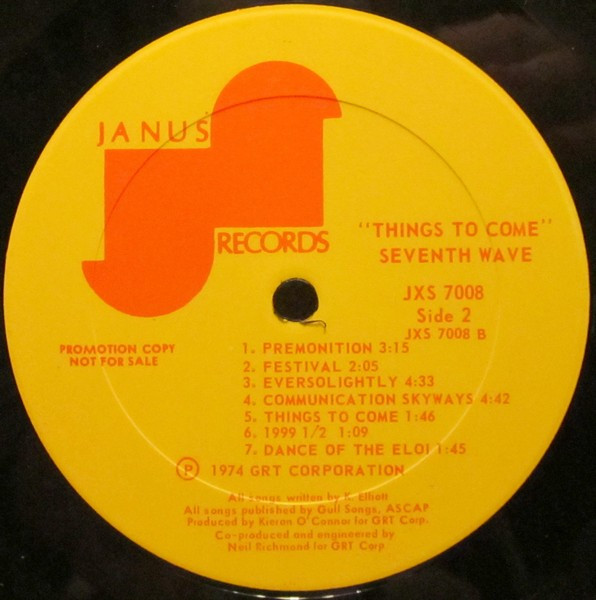 JANUS
RECORDS
"THINGS TO COME"
SEVENTH WAVE
JXS 7008
Side 2
JXS 7008 B
PROMOTION COPY
NOT FOR SALE
1. PREMONITION 3:15
2. FESTIVAL 2:05
3. EVERSOLIGHTLY 4:33
4. COMMUNICATION SKYWAYS 4:42
5. THINGS TO COME 1:46
6. 1999 1/2 1:09
7. DANCE OF THE ELOI 1:45
℗ 1974 GRT CORPORATION
All songs written by K. Elliott
All songs published by Gull Songs, ASCAP
Produced by Kieran O'Connor for GRT Corp.
Co-produced and engineered by
Neil Richmond for GRT Corp